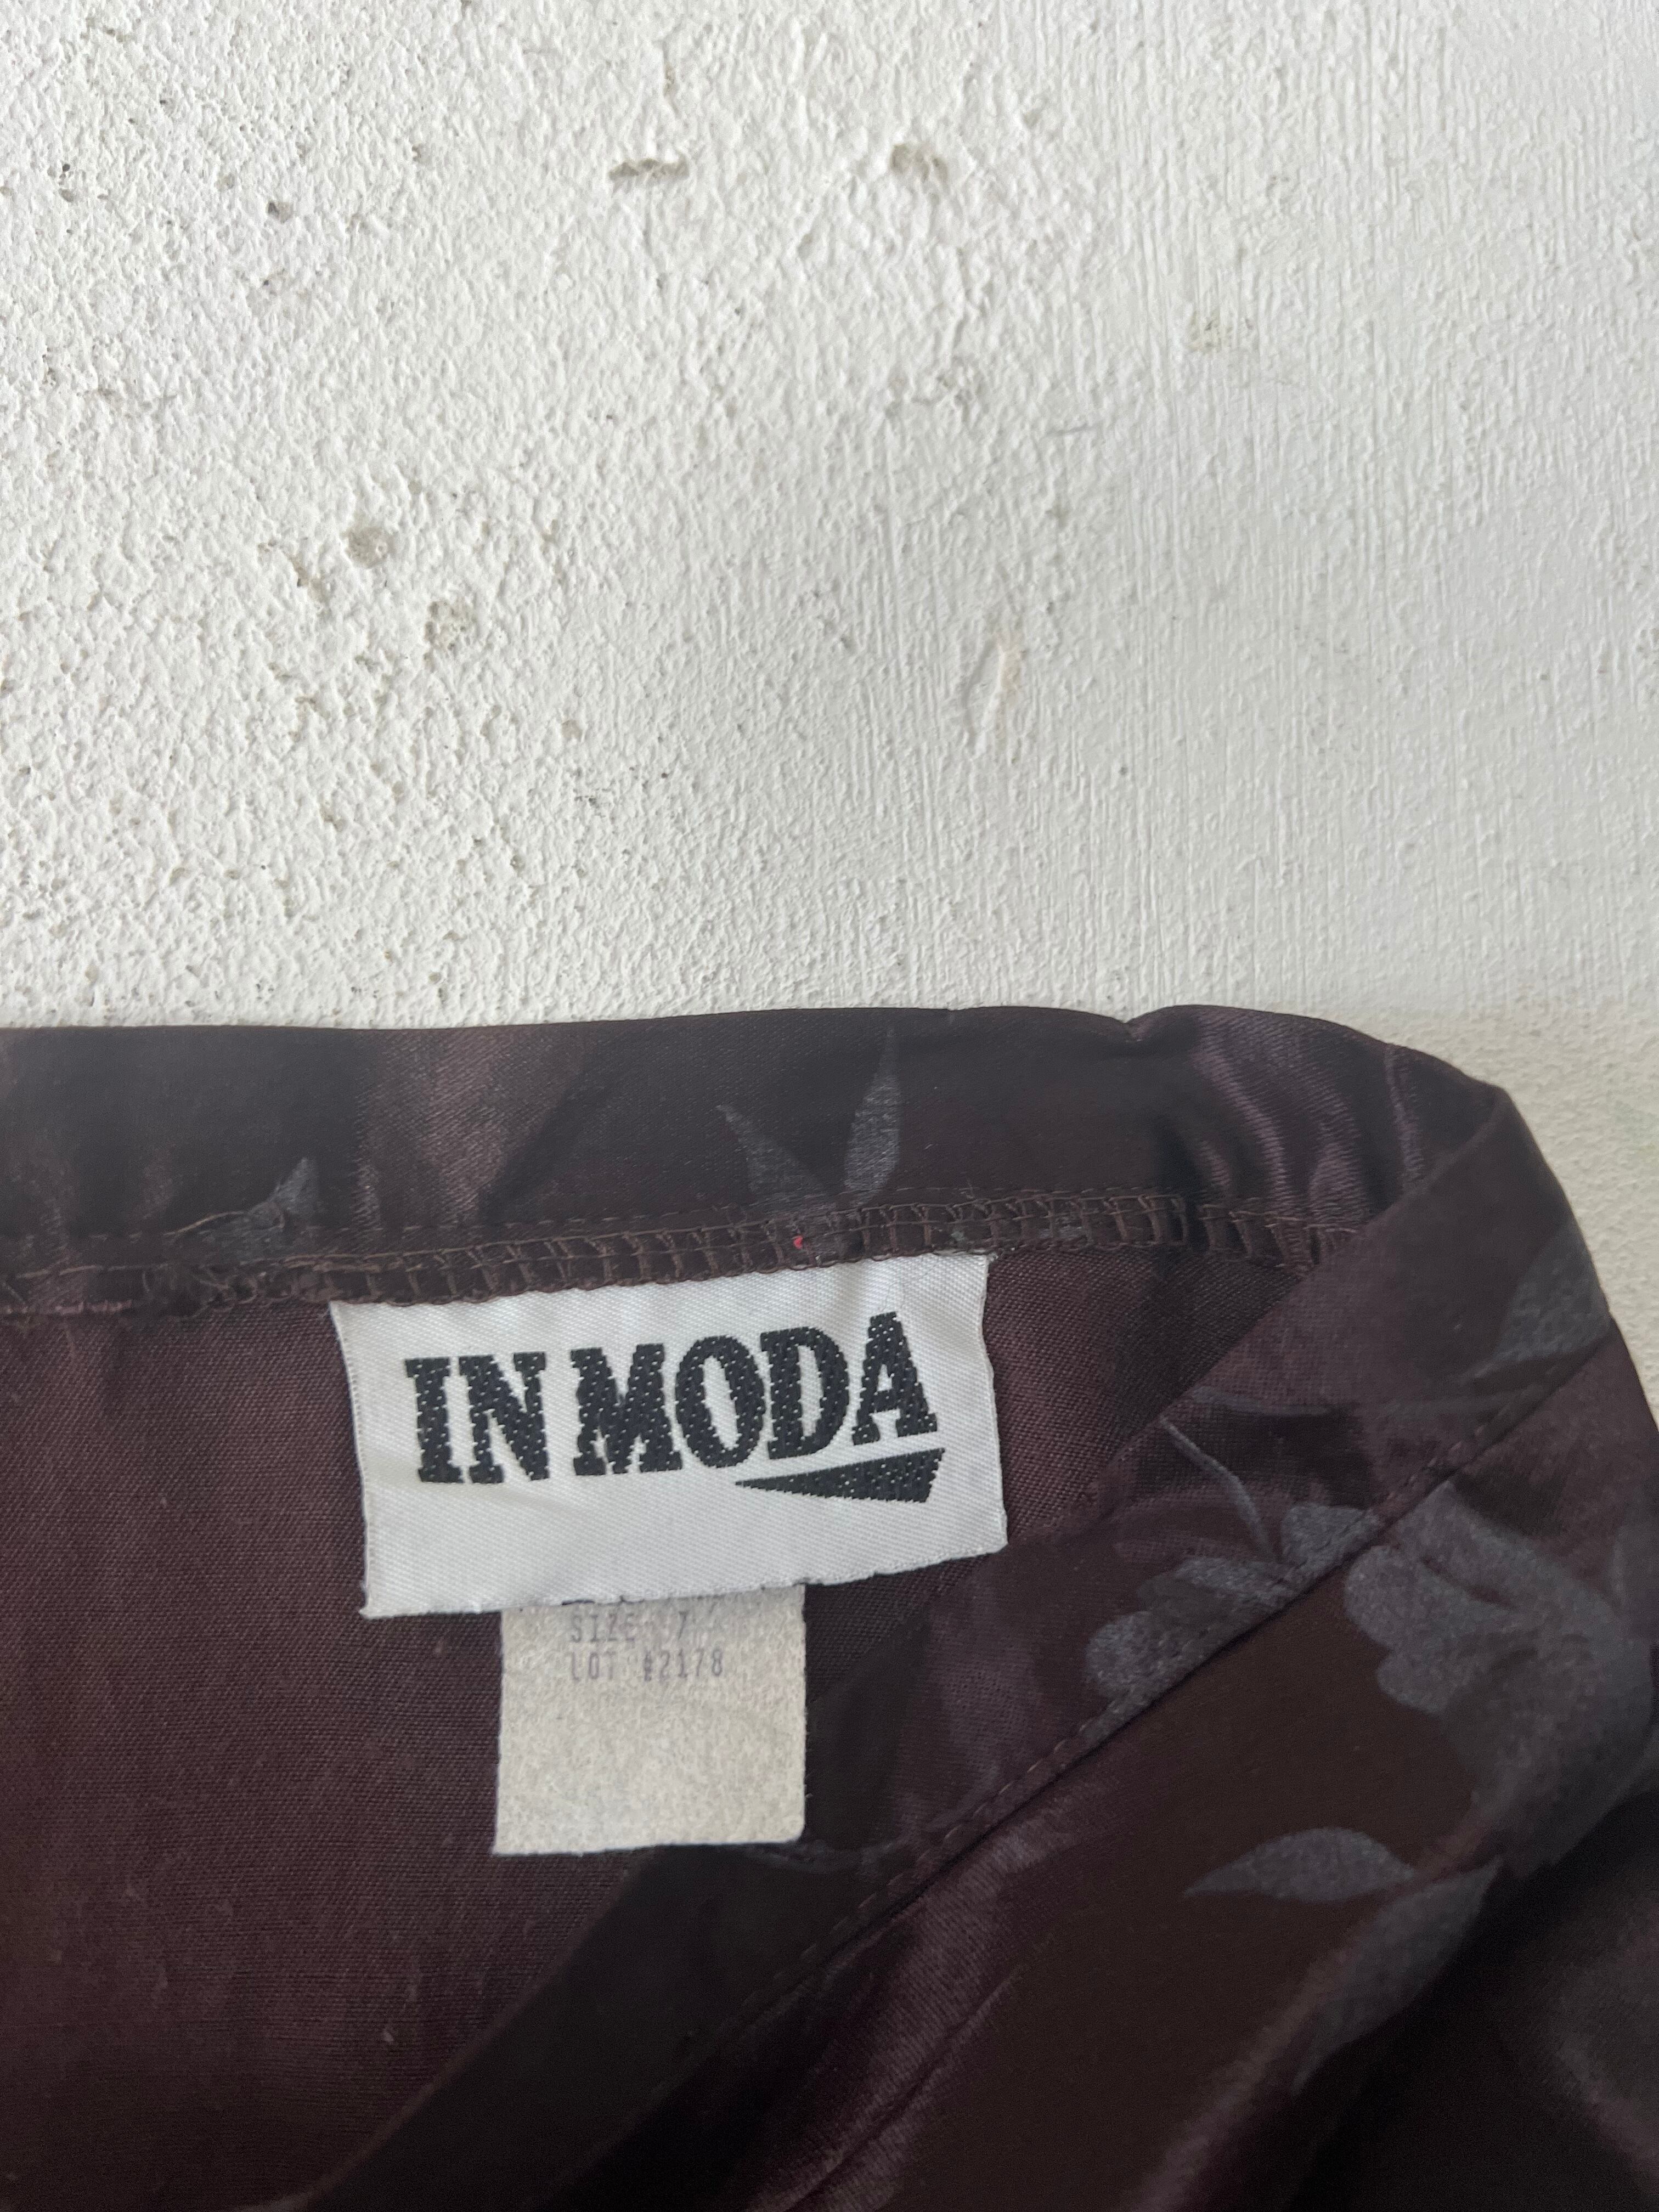 IN MODA
SIZE 7
LOT #2178